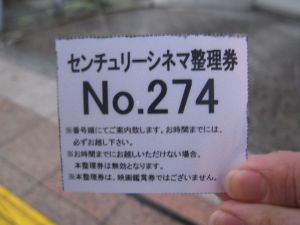 センチュリーシネマ整理券
No.274
※番号順にてご案内致します。お時間までには、
必ずお越し下さい。
※お時間までにお越しいただけない場合、
本整理券は無効となります。
※本整理券は、映画鑑賞券ではございません。